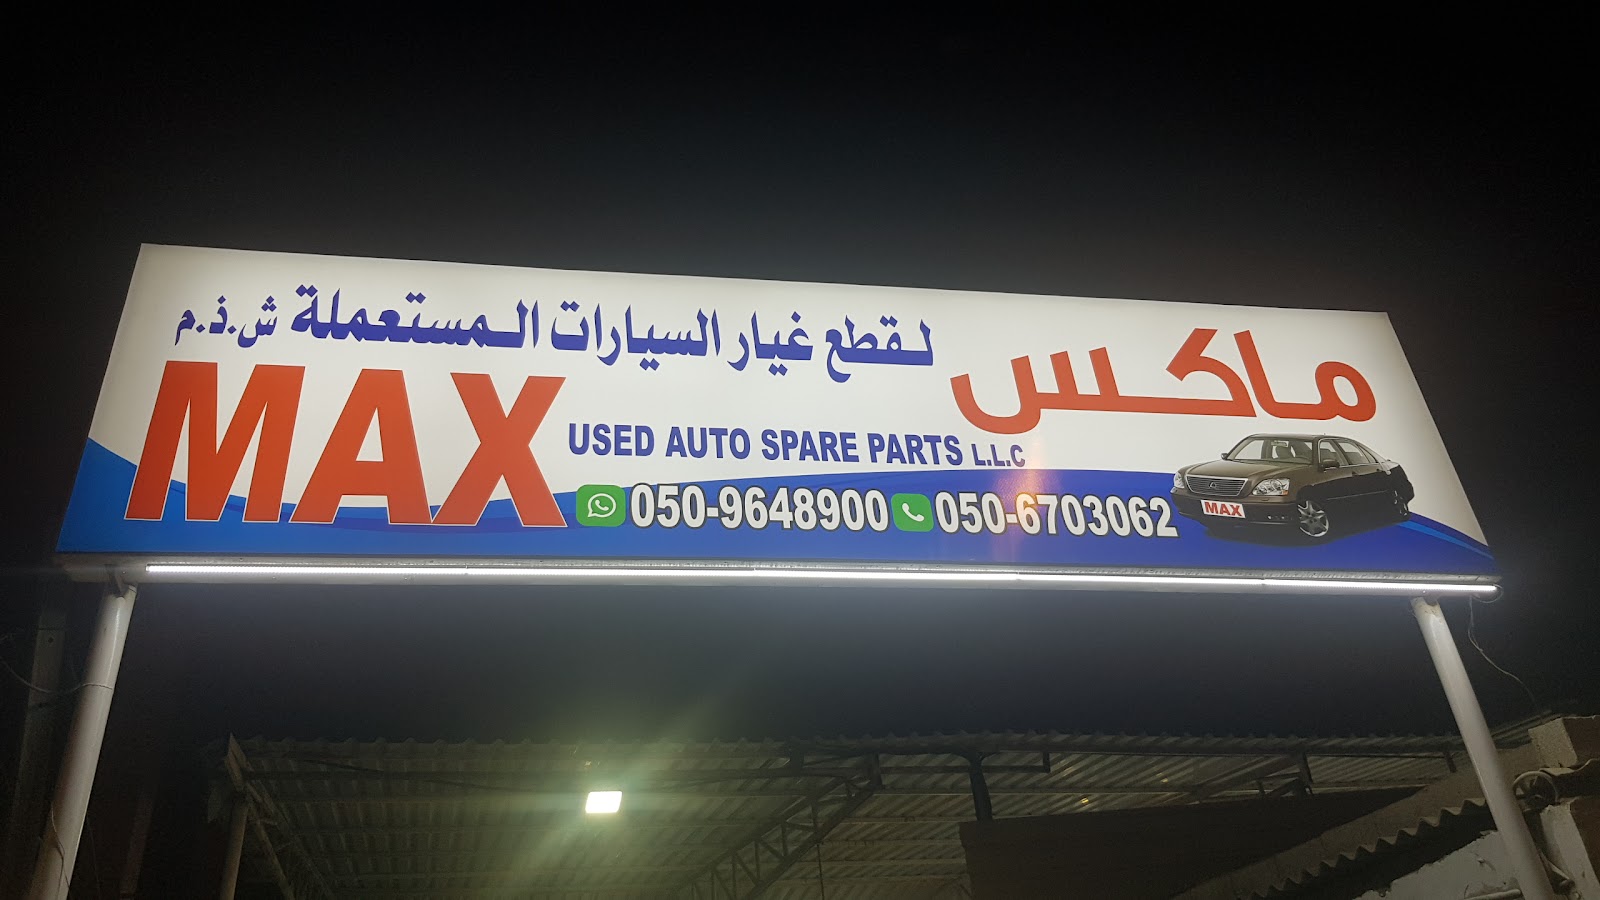 ماكس
لقطع غيار السيارات المستعملة ش.ذ.م
MAX
USED AUTO SPARE PARTS L.L.C
050-9648900 050-6703062
MAX